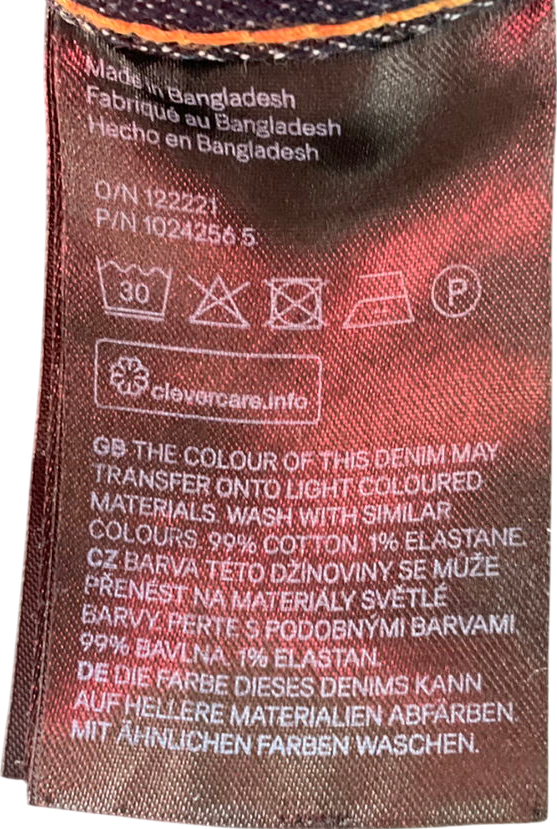 Made in Bangladesh
Fabriqué au Bangladesh
Hecho en Bangladesh
O/N 122221
P/N 1024256.5
30
P
clevercare.info
GB THE COLOUR OF THIS DENIM MAY
TRANSFER ONTO LIGHT COLOURED
MATERIALS. WASH WITH SIMILAR
COLOURS. 99% COTTON. 1% ELASTANE.
CZ BARVA TÉTO DŽÍNOVINY SE MŮŽE
PŘENÉST NA MATERIÁLY SVĚTLÉ
BARVY. PERTE S PODOBNÝMI BARVAMI.
99% BAVLNA. 1% ELASTAN.
DE DIE FARBE DIESES DENIMS KANN
AUF HELLERE MATERIALIEN ABFÄRBEN.
MIT ÄHNLICHEN FARBEN WASCHEN.